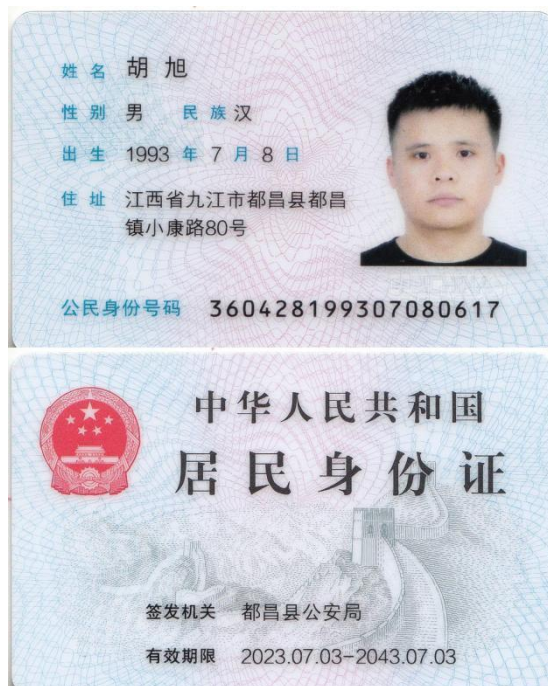 姓名 胡旭
性别 男 民族 汉
出生 1993 年 7 月 8 日
住址 江西省九江市都昌县都昌
镇小康路80号
公民身份号码 360428199307080617
中华人民共和国
居民身份证
签发机关 都昌县公安局
有效期限 2023.07.03-2043.07.03